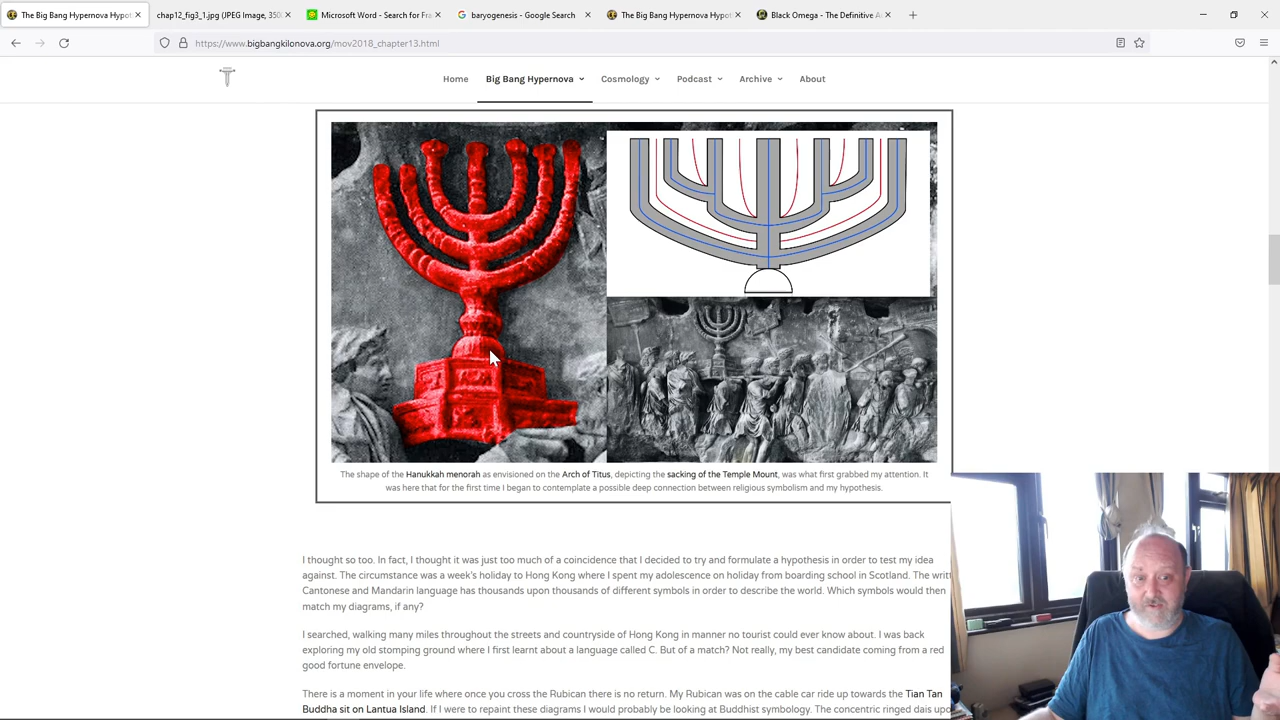 The Big Bang Hypernova Hypot
chap12_fig3_1.jpg (JPEG Image, 350
Microsoft Word - Search for Fra
baryogenesis - Google Search
The Big Bang Hypernova Hypot
Black Omega - The Definitive A
https://www.bigbangkilonova.org/mov2018_chapter13.html
Home
Big Bang Hypernova
Cosmology
Podcast
Archive
About
The shape of the Hanukkah menorah as envisioned on the Arch of Titus, depicting the sacking of the Temple Mount, was what first grabbed my attention. It
was here that for the first time I began to contemplate a possible deep connection between religious symbolism and my hypothesis.
I thought so too. In fact, I thought it was just too much of a coincidence that I decided to try and formulate a hypothesis in order to test my idea
against. The circumstance was a week's holiday to Hong Kong where I spent my adolescence on holiday from boarding school in Scotland. The writt
Cantonese and Mandarin language has thousands upon thousands of different symbols in order to describe the world. Which symbols would then
match my diagrams, if any?
I searched, walking many miles throughout the streets and countryside of Hong Kong in manner no tourist could ever know about. I was back
exploring my old stomping ground where I first learnt about a language called C. But of a match? Not really, my best candidate coming from a red
good fortune envelope.
There is a moment in your life where once you cross the Rubican there is no return. My Rubican was on the cable car ride up towards the Tian Tan
Buddha sit on Lantua Island. If I were to repaint these diagrams I would probably be looking at Buddhist symbology. The concentric ringed dais upo